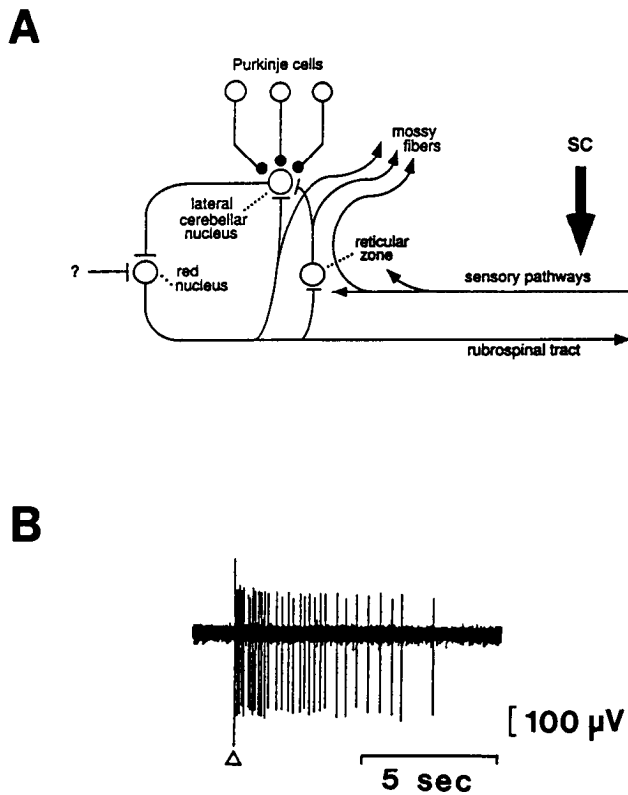 A
Purkinje cells
mossy
fibers
SC
lateral
cerebellar
nucleus
reticular
zone
?
red
nucleus
sensory pathways
rubrospinal tract
B
100 µV
5 sec